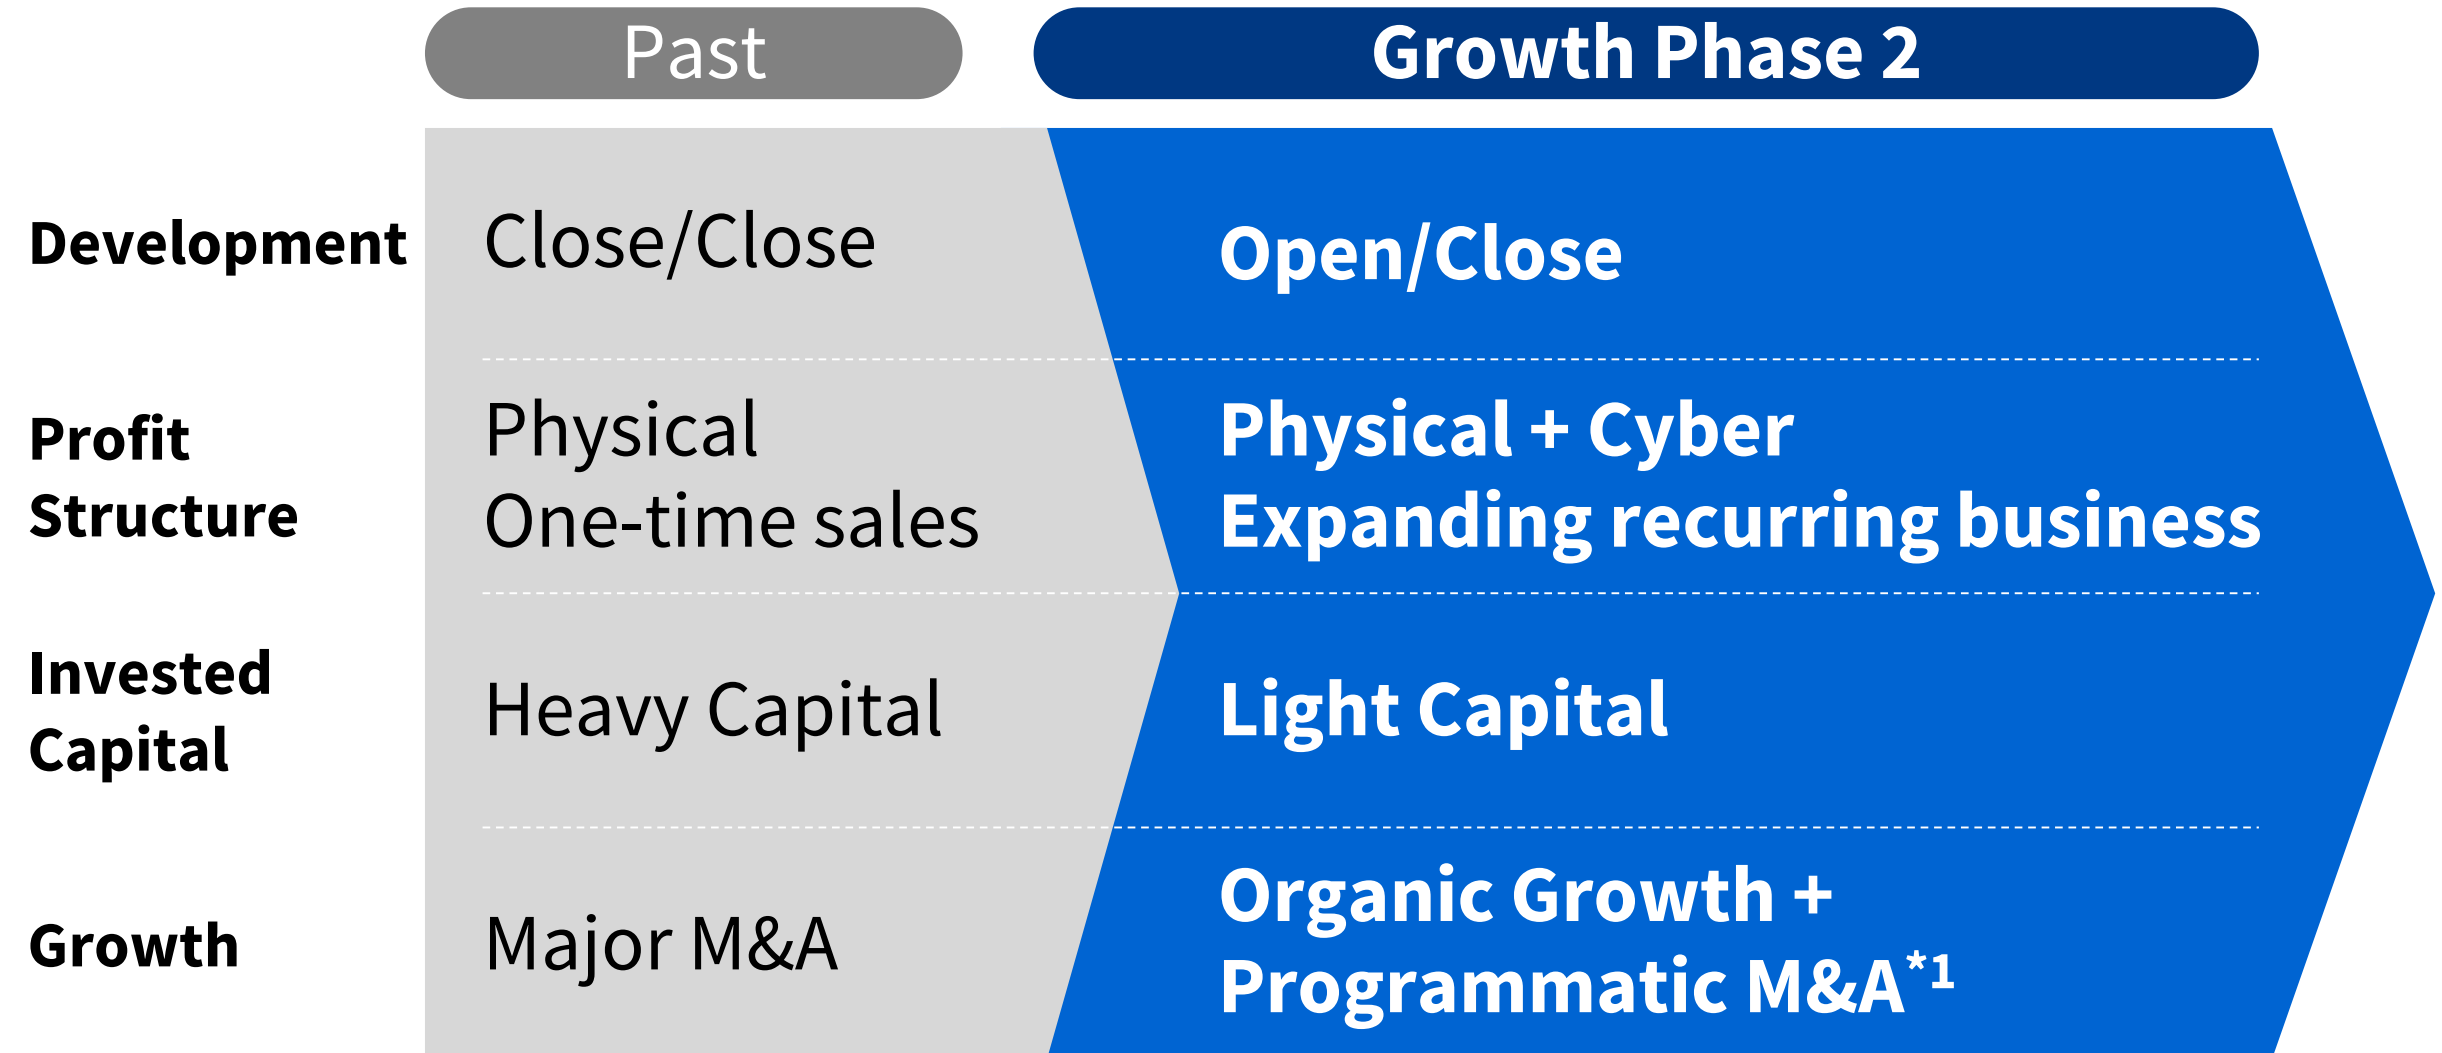 Past
Growth Phase 2
Development
Close/Close
Open/Close
Profit
Structure
Physical
One-time sales
Physical + Cyber
Expanding recurring business
Invested
Capital
Heavy Capital
Light Capital
Growth
Major M&A
Organic Growth +
Programmatic M&A*1